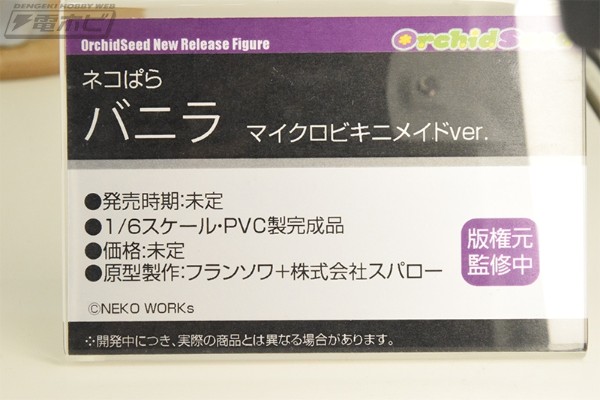 DENGEKI HOBBY WEB
電ホビ
OrchidSeed New Release Figure
OrchidSeed
ネコぱら
バニラ マイクロビキニメイドver.
●発売時期:未定
●1/6スケール・PVC製完成品
●価格:未定
●原型製作:フランソワ+株式会社スパロー
版権元
監修中
©NEKO WORKs
※開発中につき、実際の商品とは異なる場合があります。